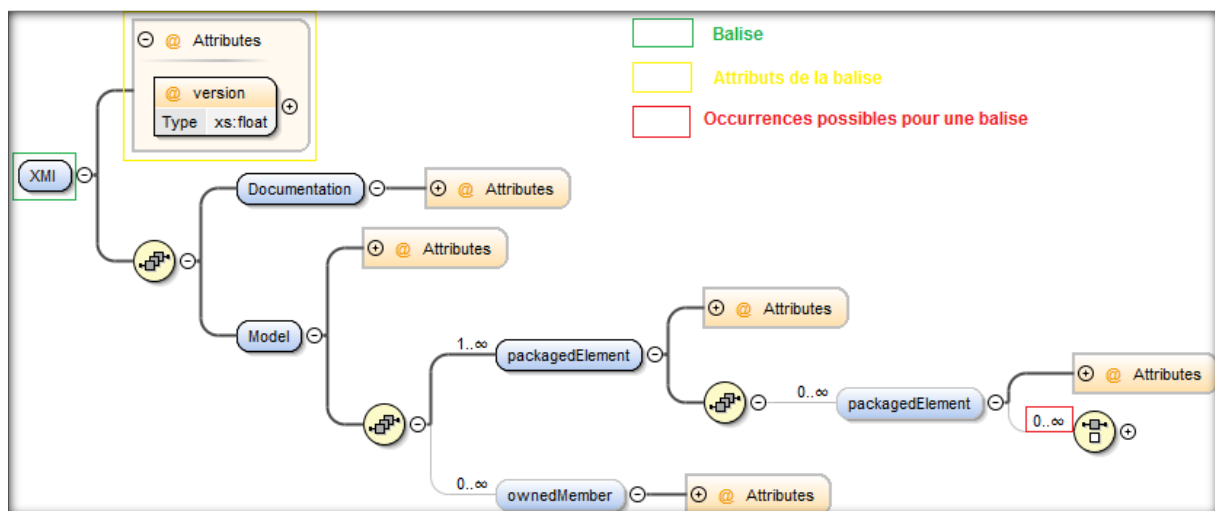 @ Attributes
@ version
Type xs:float
Balise
Attributs de la balise
Occurrences possibles pour une balise
XMI
Documentation
@ Attributes
@ Attributes
Model
@ Attributes
1..∞
packagedElement
@ Attributes
0..∞
packagedElement
0..∞
0..∞
ownedMember
@ Attributes